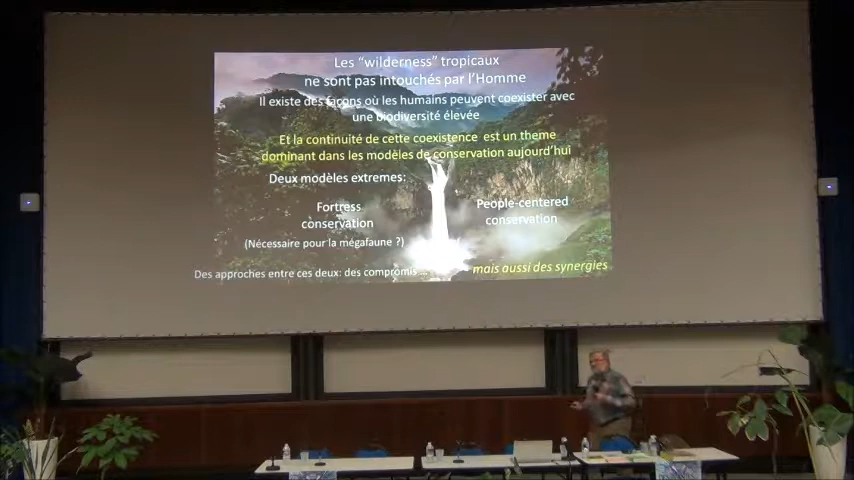 Les “wilderness” tropicaux
ne sont pas intouchés par l’Homme
Il existe des façons où les humains peuvent coexister avec
une biodiversité élevée
Et la continuité de cette coexistence est un theme
dominant dans les modèles de conservation aujourd’hui
Deux modèles extremes:
Fortress
conservation
(Nécessaire pour la mégafaune ?)
People-centered
conservation
Des approches entre ces deux: des compromis ...
mais aussi des synergies